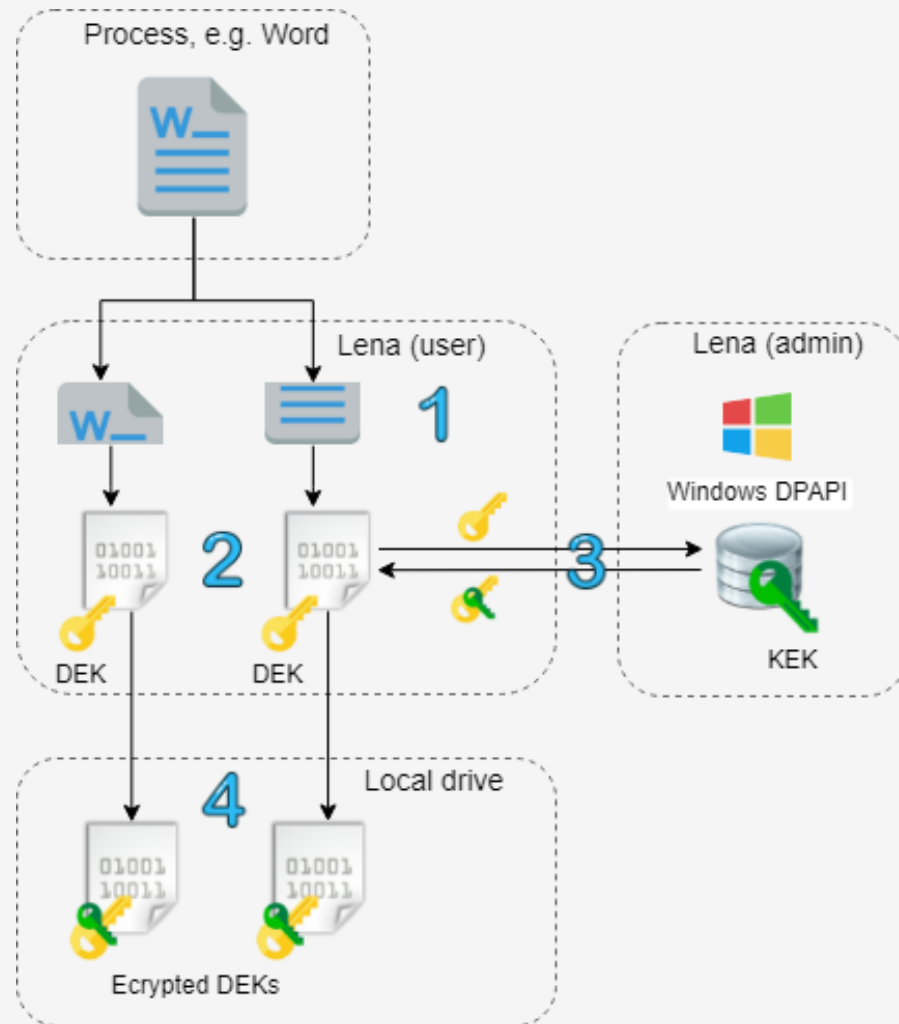 Process, e.g. Word
W
Lena (user)
Lena (admin)
1
W
Windows DPAPI
01001
10011
2
01001
10011
3
DEK
DEK
KEK
Local drive
4
01001
10011
01001
10011
Ecrypted DEKs